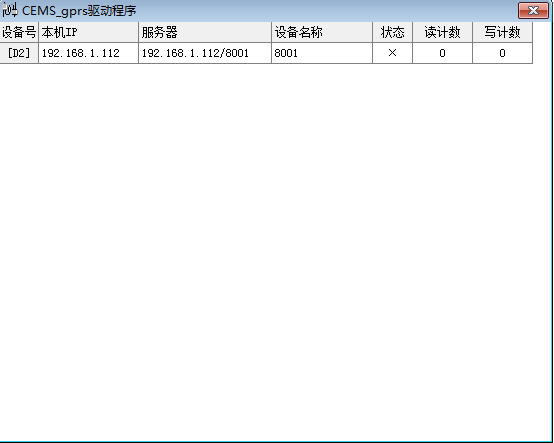 CEMS_gprs驱动程序
设备号 本机IP 服务器 设备名称 状态 读计数 写计数
[D2] 192.168.1.112 192.168.1.112/8001 8001 × 0 0